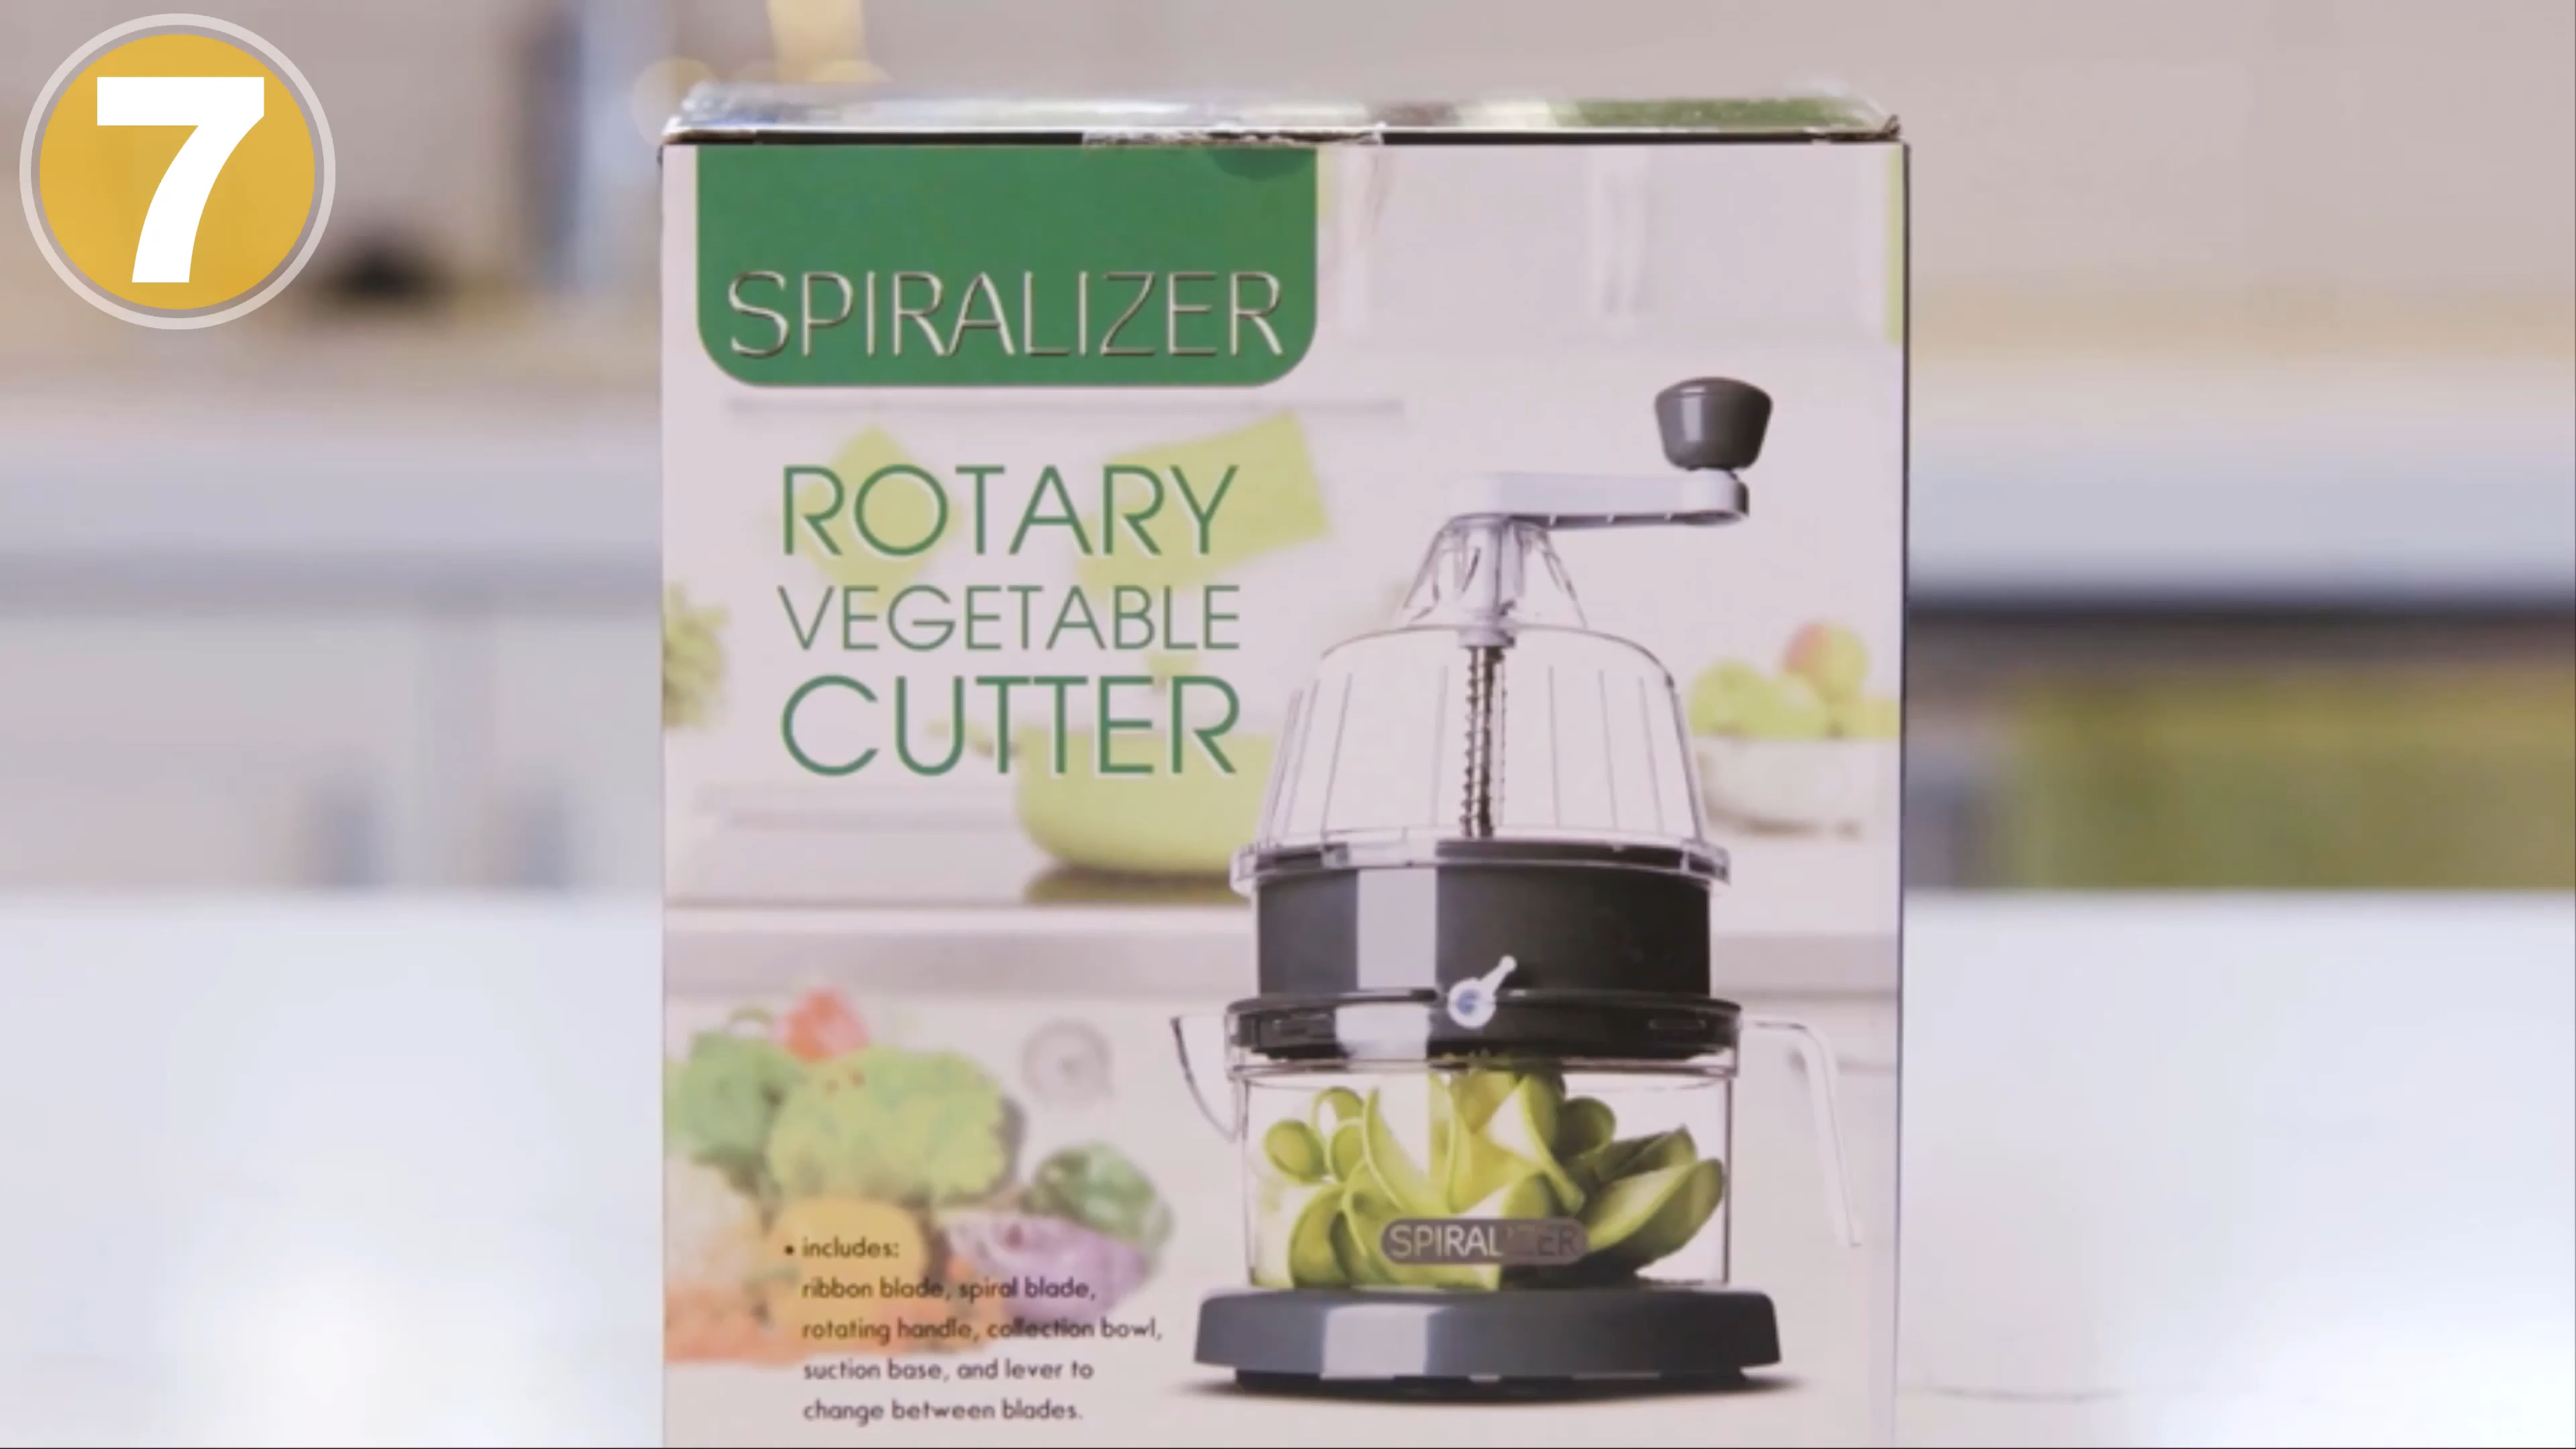 7
SPIRALIZER
ROTARY
VEGETABLE
CUTTER
SPIRALIZER
• includes:
ribbon blade, spiral blade,
rotating handle, collection bowl,
suction base, and lever to
change between blades.